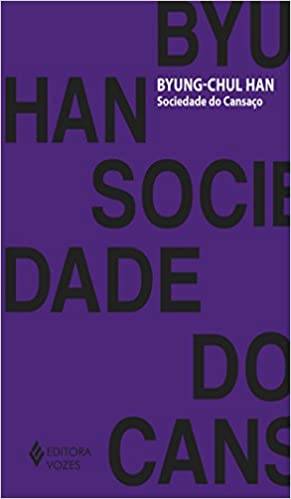 BYU
BYUNG-CHUL HAN
Sociedade do Cansaço
HAN
SOCIE
DADE
DO
EDITORA
VOZES
CANS